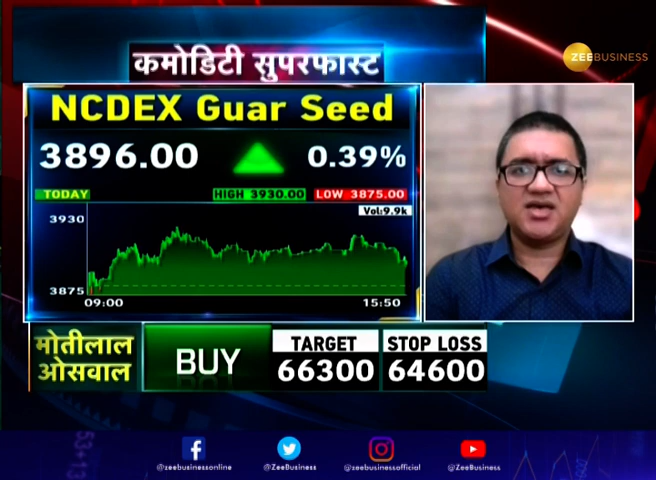 कमोडिटी सुपरफास्ट
ZEEBUSINESS
NCDEX Guar Seed
3896.00 0.39%
TODAY HIGH 3930.00 LOW 3875.00
Vol:9.9k
3930
3875
09:00 15:50
मोतीलाल
ओसवाल
BUY
TARGET STOP LOSS
66300 64600
@zeebusinessonline @ZeeBusiness @zeebusinessofficial @ZeeBusiness